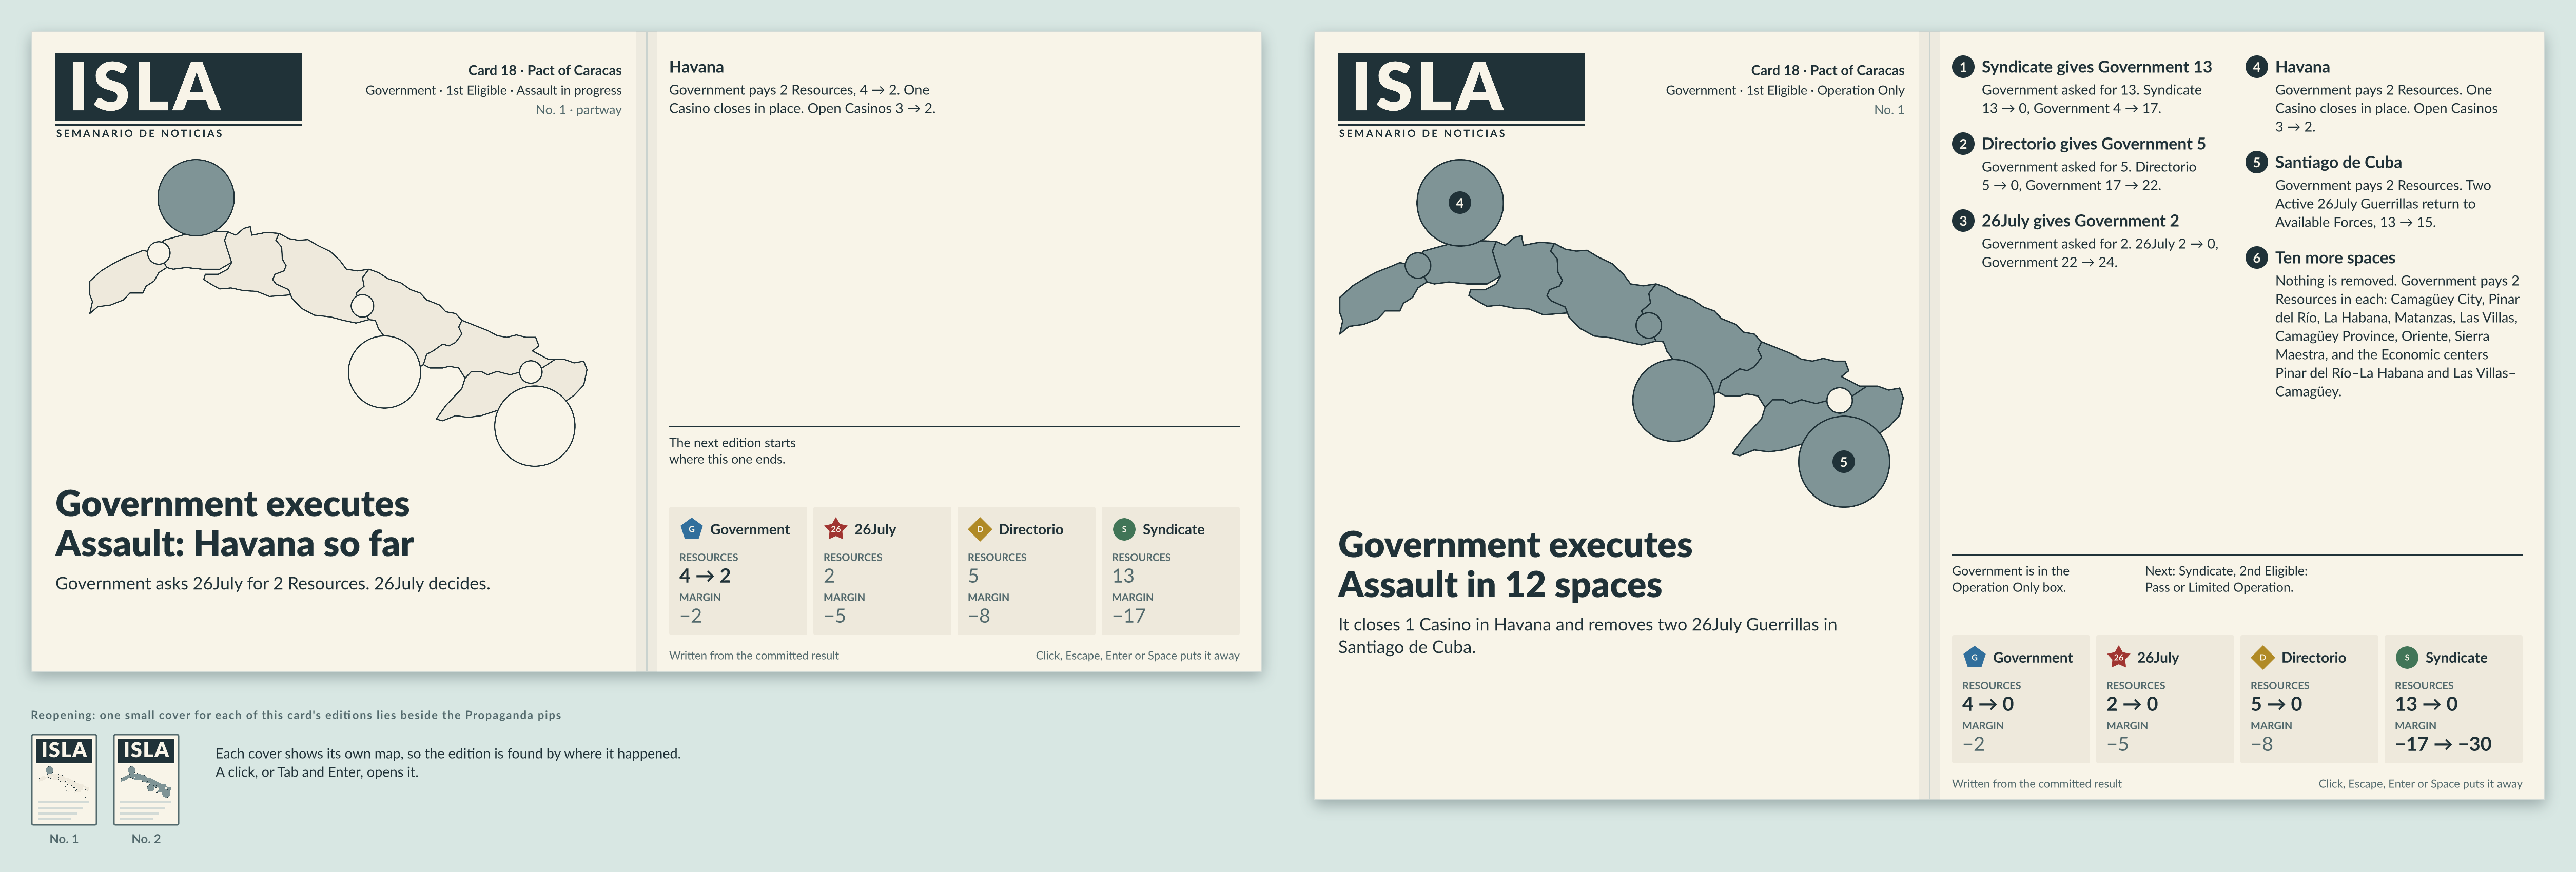 ISLA
SEMANARIO DE NOTICIAS
Card 18 · Pact of Caracas
Government · 1st Eligible · Assault in progress
No. 1 · partway
Government executes
Assault: Havana so far
Government asks 26July for 2 Resources. 26July decides.
Havana
Government pays 2 Resources, 4 → 2. One
Casino closes in place. Open Casinos 3 → 2.
The next edition starts
where this one ends.
G Government
RESOURCES
4 → 2
MARGIN
−2
26 26July
RESOURCES
2
MARGIN
−5
D Directorio
RESOURCES
5
MARGIN
−8
S Syndicate
RESOURCES
13
MARGIN
−17
Written from the committed result
Click, Escape, Enter or Space puts it away
Reopening: one small cover for each of this card's editions lies beside the Propaganda pips
ISLA
No. 1
ISLA
No. 2
Each cover shows its own map, so the edition is found by where it happened.
A click, or Tab and Enter, opens it.
ISLA
SEMANARIO DE NOTICIAS
Card 18 · Pact of Caracas
Government · 1st Eligible · Operation Only
No. 1
4
5
Government executes
Assault in 12 spaces
It closes 1 Casino in Havana and removes two 26July Guerrillas in
Santiago de Cuba.
1 Syndicate gives Government 13
Government asked for 13. Syndicate
13 → 0, Government 4 → 17.
2 Directorio gives Government 5
Government asked for 5. Directorio
5 → 0, Government 17 → 22.
3 26July gives Government 2
Government asked for 2. 26July 2 → 0,
Government 22 → 24.
4 Havana
Government pays 2 Resources. One
Casino closes in place. Open Casinos
3 → 2.
5 Santiago de Cuba
Government pays 2 Resources. Two
Active 26July Guerrillas return to
Available Forces, 13 → 15.
6 Ten more spaces
Nothing is removed. Government pays 2
Resources in each: Camagüey City, Pinar
del Río, La Habana, Matanzas, Las Villas,
Camagüey Province, Oriente, Sierra
Maestra, and the Economic centers
Pinar del Río–La Habana and Las Villas–
Camagüey.
Government is in the
Operation Only box.
Next: Syndicate, 2nd Eligible:
Pass or Limited Operation.
G Government
RESOURCES
4 → 0
MARGIN
−2
26 26July
RESOURCES
2 → 0
MARGIN
−5
D Directorio
RESOURCES
5 → 0
MARGIN
−8
S Syndicate
RESOURCES
13 → 0
MARGIN
−17 → −30
Written from the committed result
Click, Escape, Enter or Space puts it away